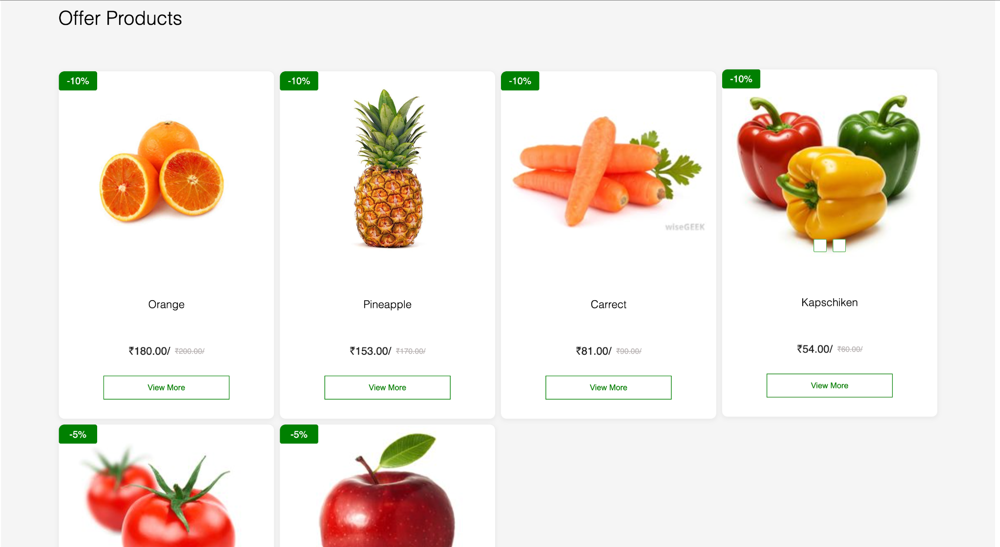 Offer Products
-10%
-10%
-10%
-10%
wiseGEEK
Orange
Pineapple
Carrect
Kapschiken
₹180.00/ ₹200.00/
₹153.00/ ₹170.00/
₹81.00/ ₹90.00/
₹54.00/ ₹60.00/
View More
View More
View More
View More
-5%
-5%